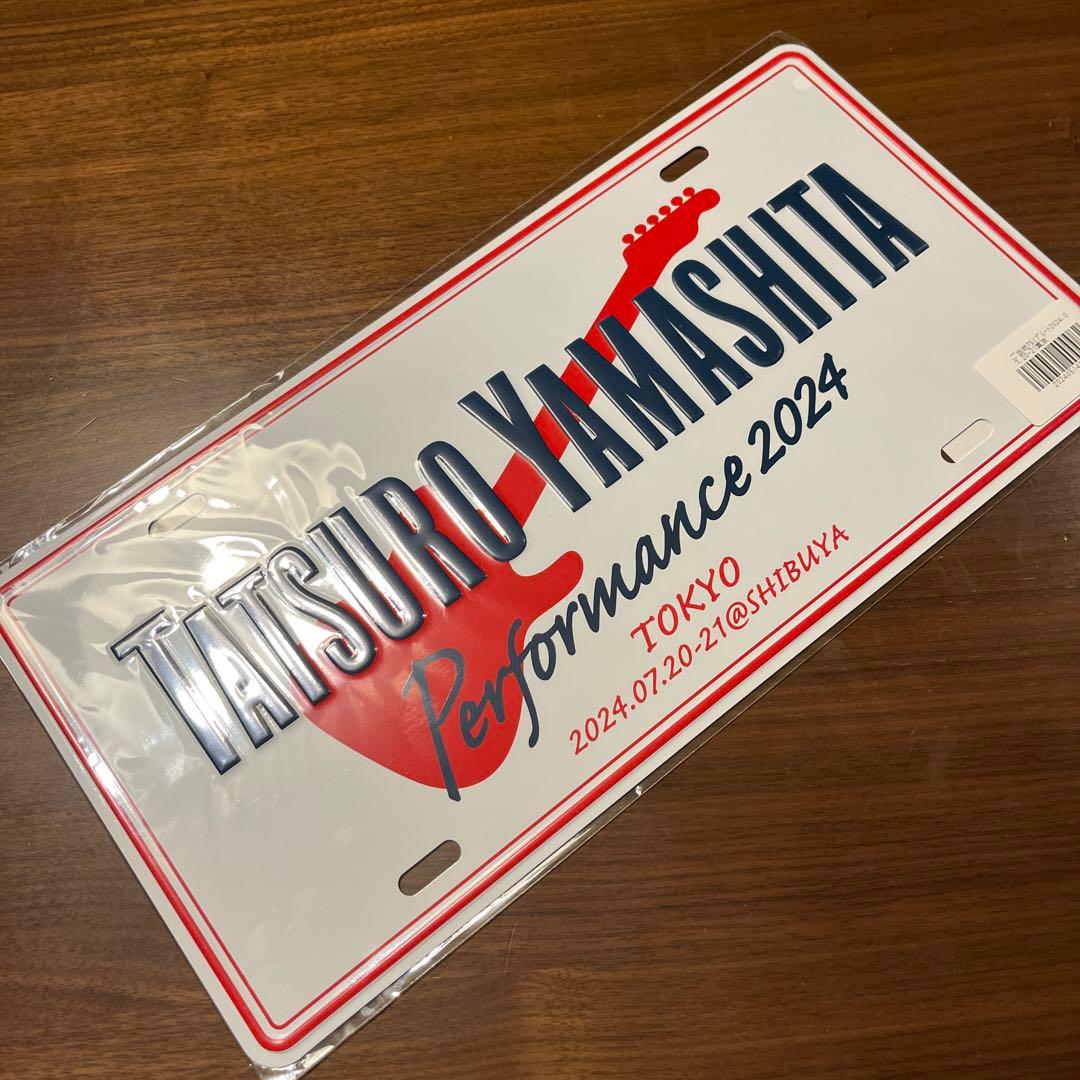 TATSURO YAMASHITA
Performance 2024
TOKYO
2024.07.20-21@SHIBUYA